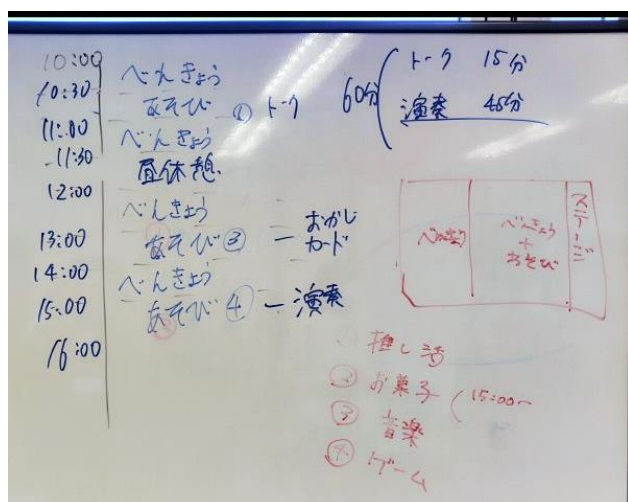 10:00
べんきょう
10:30
あそび ① トーク
11:00
べんきょう
11:30
昼休憩
12:00
べんきょう
13:00
あそび ③ ー おかし
カード
14:00
べんきょう
15:00
あそび ④ ー 演奏
16:00
60分
トーク 15分
演奏 45分
べんきょう
べんきょう
+
あそび
ステージ
① 推し活
② お菓子 (15:00〜
③ 音楽
④ ゲーム